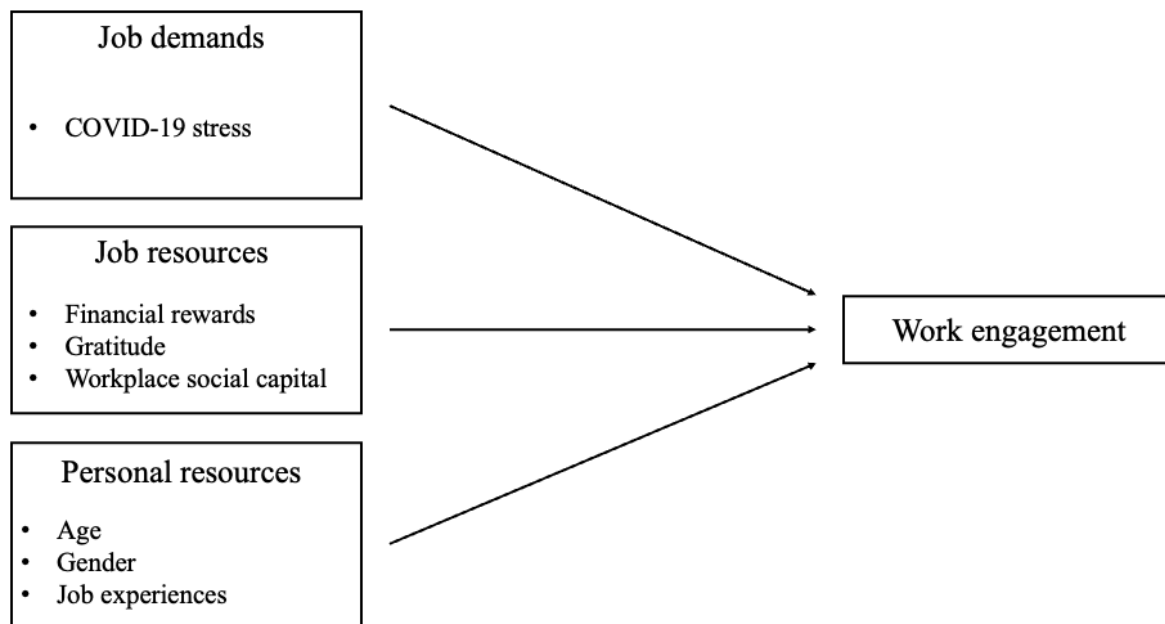 Job demands
• COVID-19 stress
Job resources
• Financial rewards
• Gratitude
• Workplace social capital
Work engagement
Personal resources
• Age
• Gender
• Job experiences